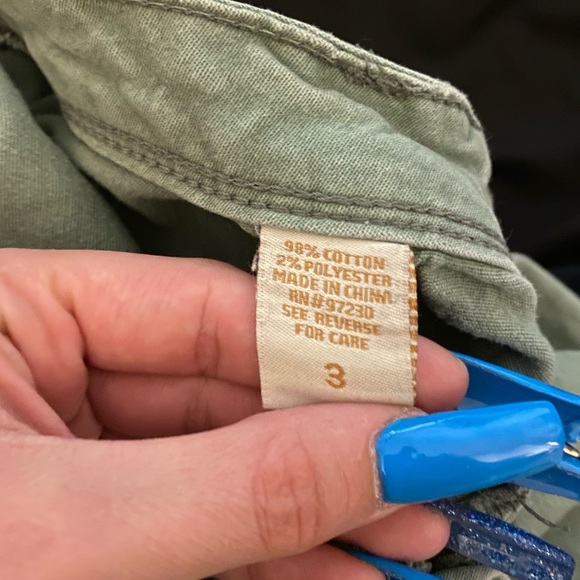 98% COTTON
2% POLYESTER
MADE IN CHINA
RN#97230
SEE REVERSE
FOR CARE
3